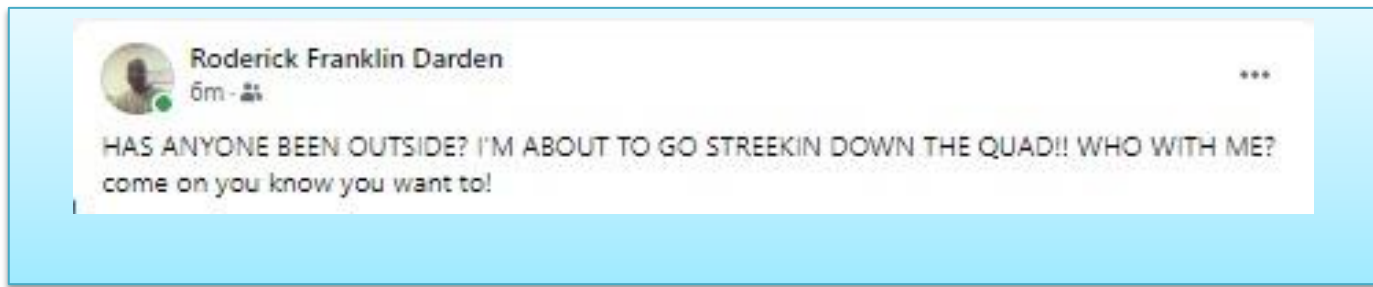 Roderick Franklin Darden
6m ·
HAS ANYONE BEEN OUTSIDE? I'M ABOUT TO GO STREEKIN DOWN THE QUAD!! WHO WITH ME?
come on you know you want to!